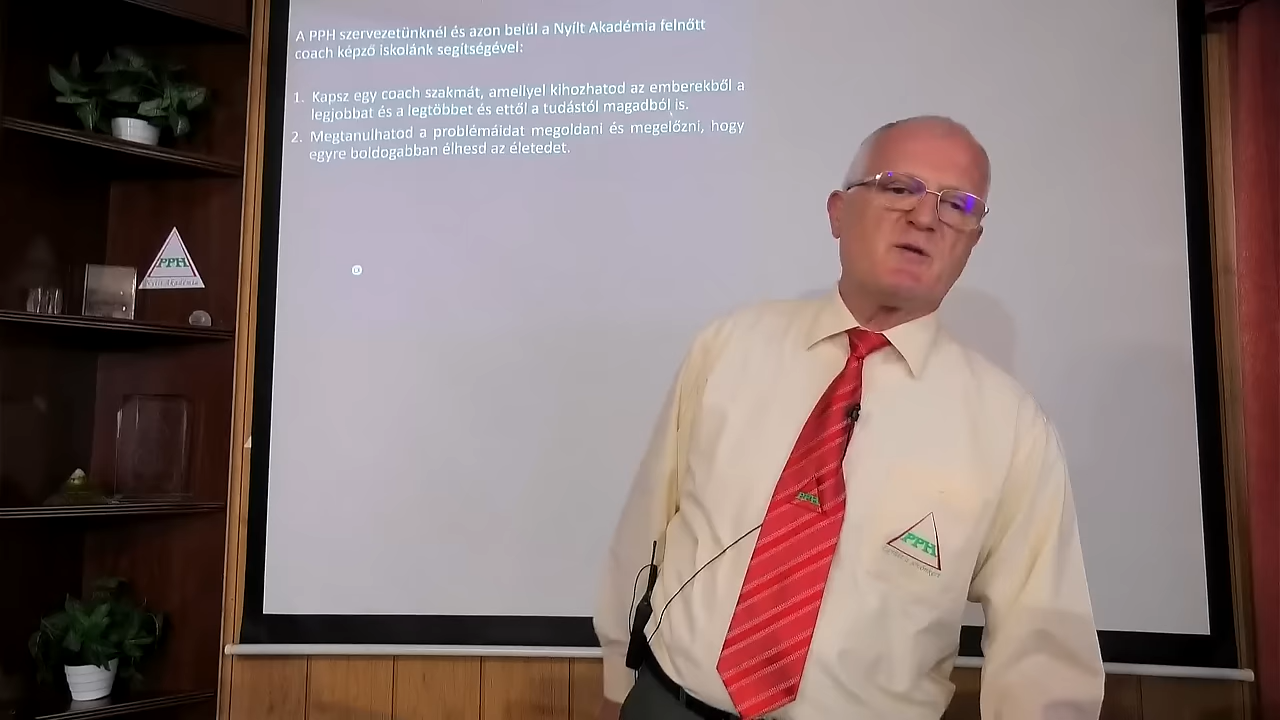 A PPH szervezetünknél és azon belül a Nyílt Akadémia felnőtt
coach képző iskolánk segítségével:
1. Kapsz egy coach szakmát, amellyel kihozhatod az emberekből a
legjobbat és a legtöbbet és ettől a tudástól magadból is.
2. Megtanulhatod a problémáidat megoldani és megelőzni, hogy
egyre boldogabban élhesd az életedet.
PPH
Nyílt Akadémia
PPH
PPH